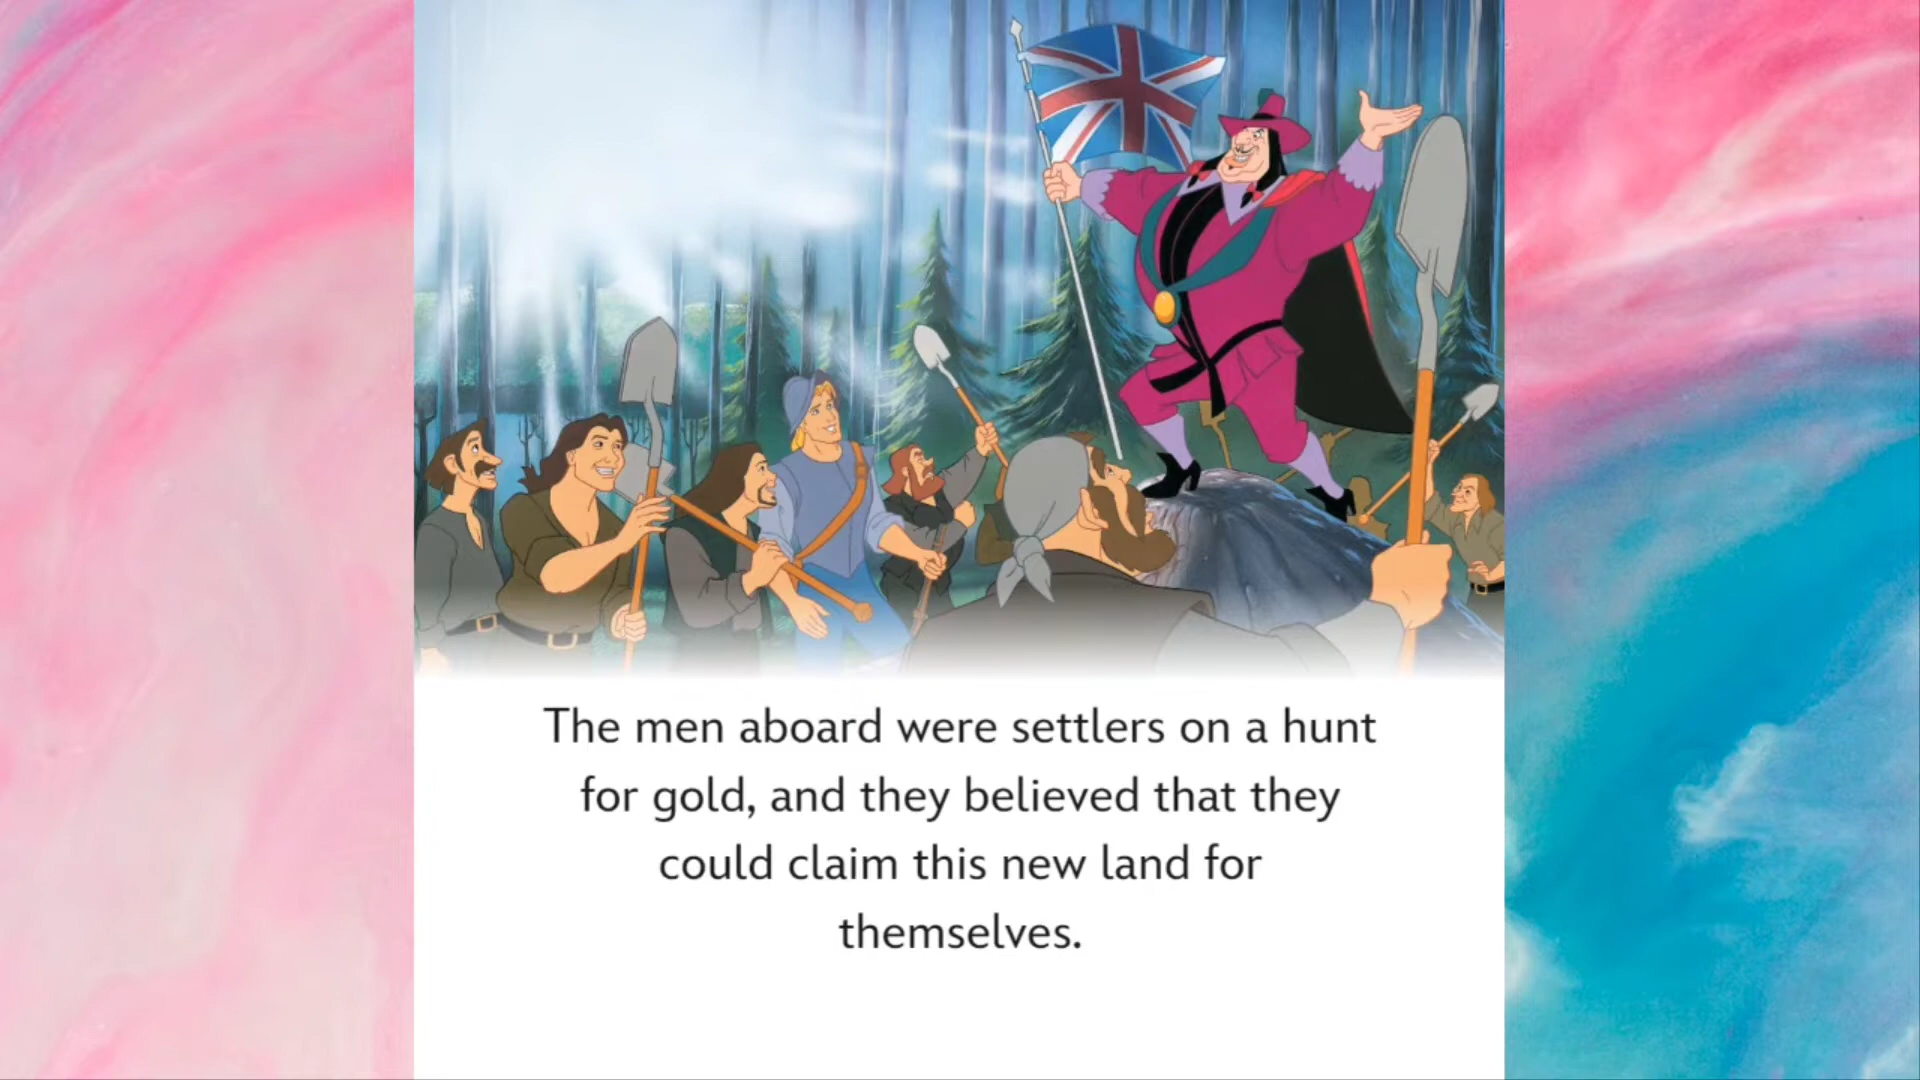 The men aboard were settlers on a hunt
for gold, and they believed that they
could claim this new land for
themselves.